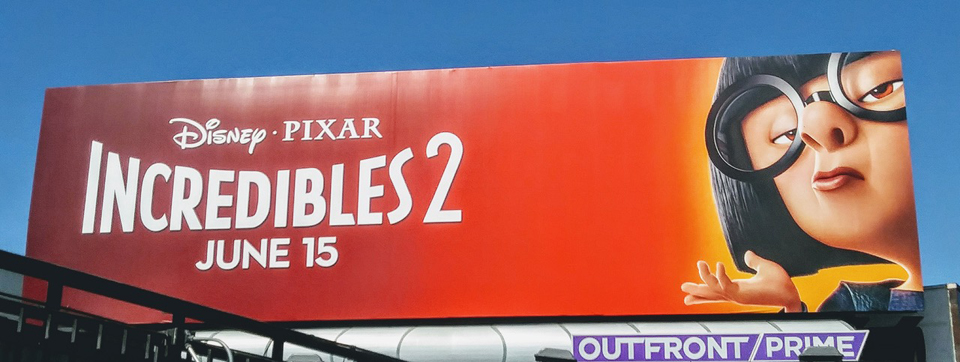 Disney · PIXAR
INCREDIBLES 2
JUNE 15
OUTFRONT/PRIME